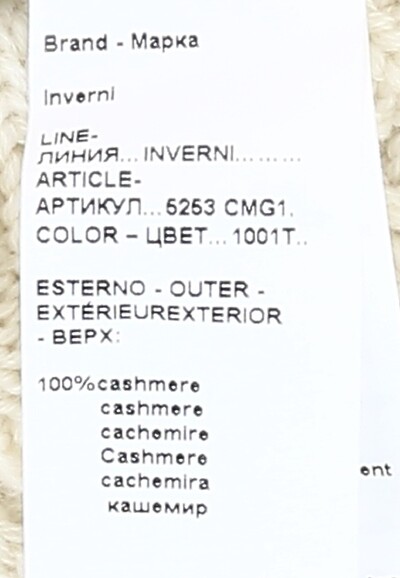 Brand - Марка
Inverni
LINE-
ЛИНИЯ... INVERNI.........
ARTICLE-
АРТИКУЛ... 5253 CMG1.
COLOR – ЦВЕТ... 1001T..
ESTERNO - OUTER -
EXTÉRIEUREXTERIOR
- ВЕРХ:
100%cashmere
cashmere
cachemire
Cashmere
cachemira
кашемир
ent